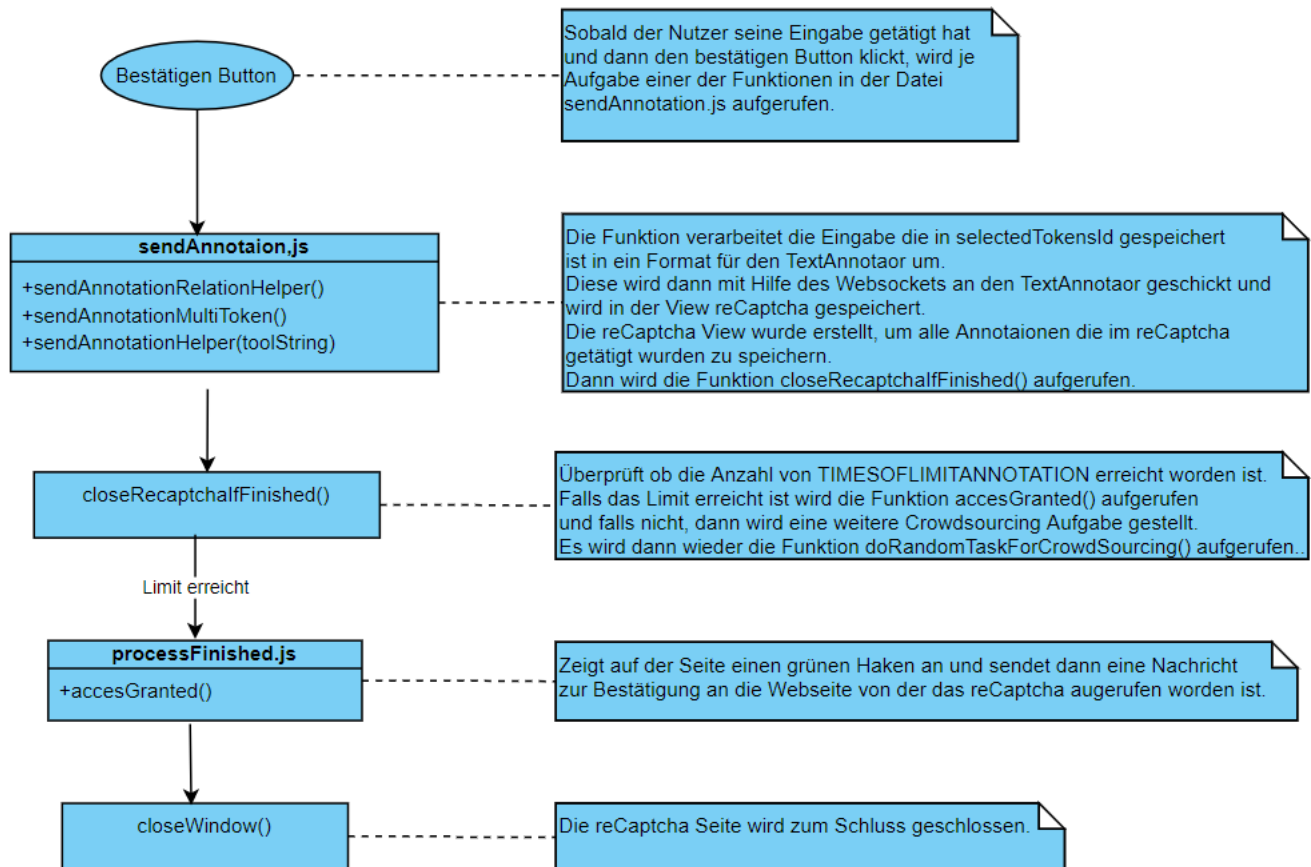 Bestätigen Button
Sobald der Nutzer seine Eingabe getätigt hat
und dann den bestätigen Button klickt, wird je
Aufgabe einer der Funktionen in der Datei
sendAnnotation.js aufgerufen.
sendAnnotaion,js
+sendAnnotationRelationHelper()
+sendAnnotationMultiToken()
+sendAnnotationHelper(toolString)
Die Funktion verarbeitet die Eingabe die in selectedTokensId gespeichert
ist in ein Format für den TextAnnotaor um.
Diese wird dann mit Hilfe des Websockets an den TextAnnotaor geschickt und
wird in der View reCaptcha gespeichert.
Die reCaptcha View wurde erstellt, um alle Annotaionen die im reCaptcha
getätigt wurden zu speichern.
Dann wird die Funktion closeRecaptchaIfFinished() aufgerufen.
closeRecaptchaIfFinished()
Überprüft ob die Anzahl von TIMESOFLIMITANNOTATION erreicht worden ist.
Falls das Limit erreicht ist wird die Funktion accesGranted() aufgerufen
und falls nicht, dann wird eine weitere Crowdsourcing Aufgabe gestellt.
Es wird dann wieder die Funktion doRandomTaskForCrowdSourcing() aufgerufen..
Limit erreicht
processFinished.js
+accesGranted()
Zeigt auf der Seite einen grünen Haken an und sendet dann eine Nachricht
zur Bestätigung an die Webseite von der das reCaptcha augerufen worden ist.
closeWindow()
Die reCaptcha Seite wird zum Schluss geschlossen.